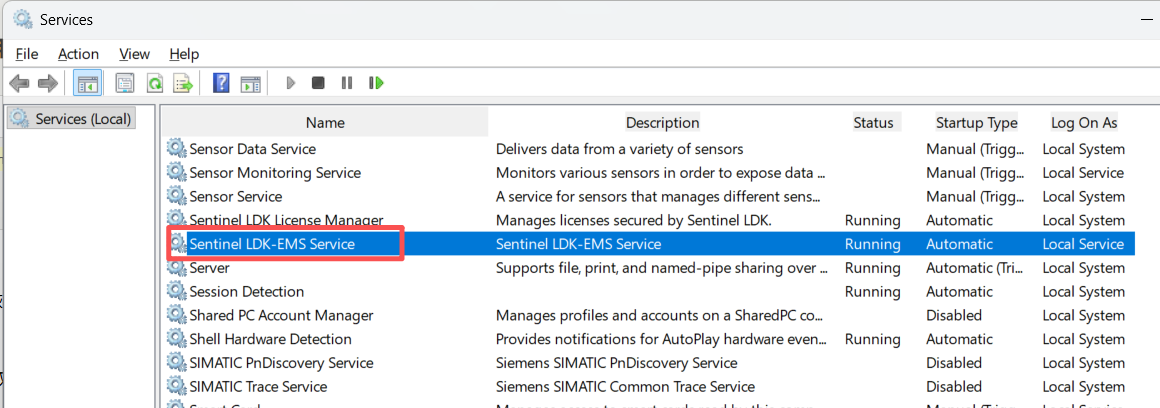 Services
File Action View Help
Services (Local)
Name Description Status Startup Type Log On As
Sensor Data Service Delivers data from a variety of sensors Manual (Trigg... Local System
Sensor Monitoring Service Monitors various sensors in order to expose data ... Manual (Trigg... Local Service
Sensor Service A service for sensors that manages different sens... Manual (Trigg... Local System
Sentinel LDK License Manager Manages licenses secured by Sentinel LDK. Running Automatic Local System
Sentinel LDK-EMS Service Sentinel LDK-EMS Service Running Automatic Local Service
Server Supports file, print, and named-pipe sharing over ... Running Automatic (Tri... Local System
Session Detection Running Automatic Local System
Shared PC Account Manager Manages profiles and accounts on a SharedPC co... Disabled Local System
Shell Hardware Detection Provides notifications for AutoPlay hardware even... Running Automatic Local System
SIMATIC PnDiscovery Service Siemens SIMATIC PnDiscovery Service Disabled Local System
SIMATIC Trace Service Siemens SIMATIC Common Trace Service Disabled Local System